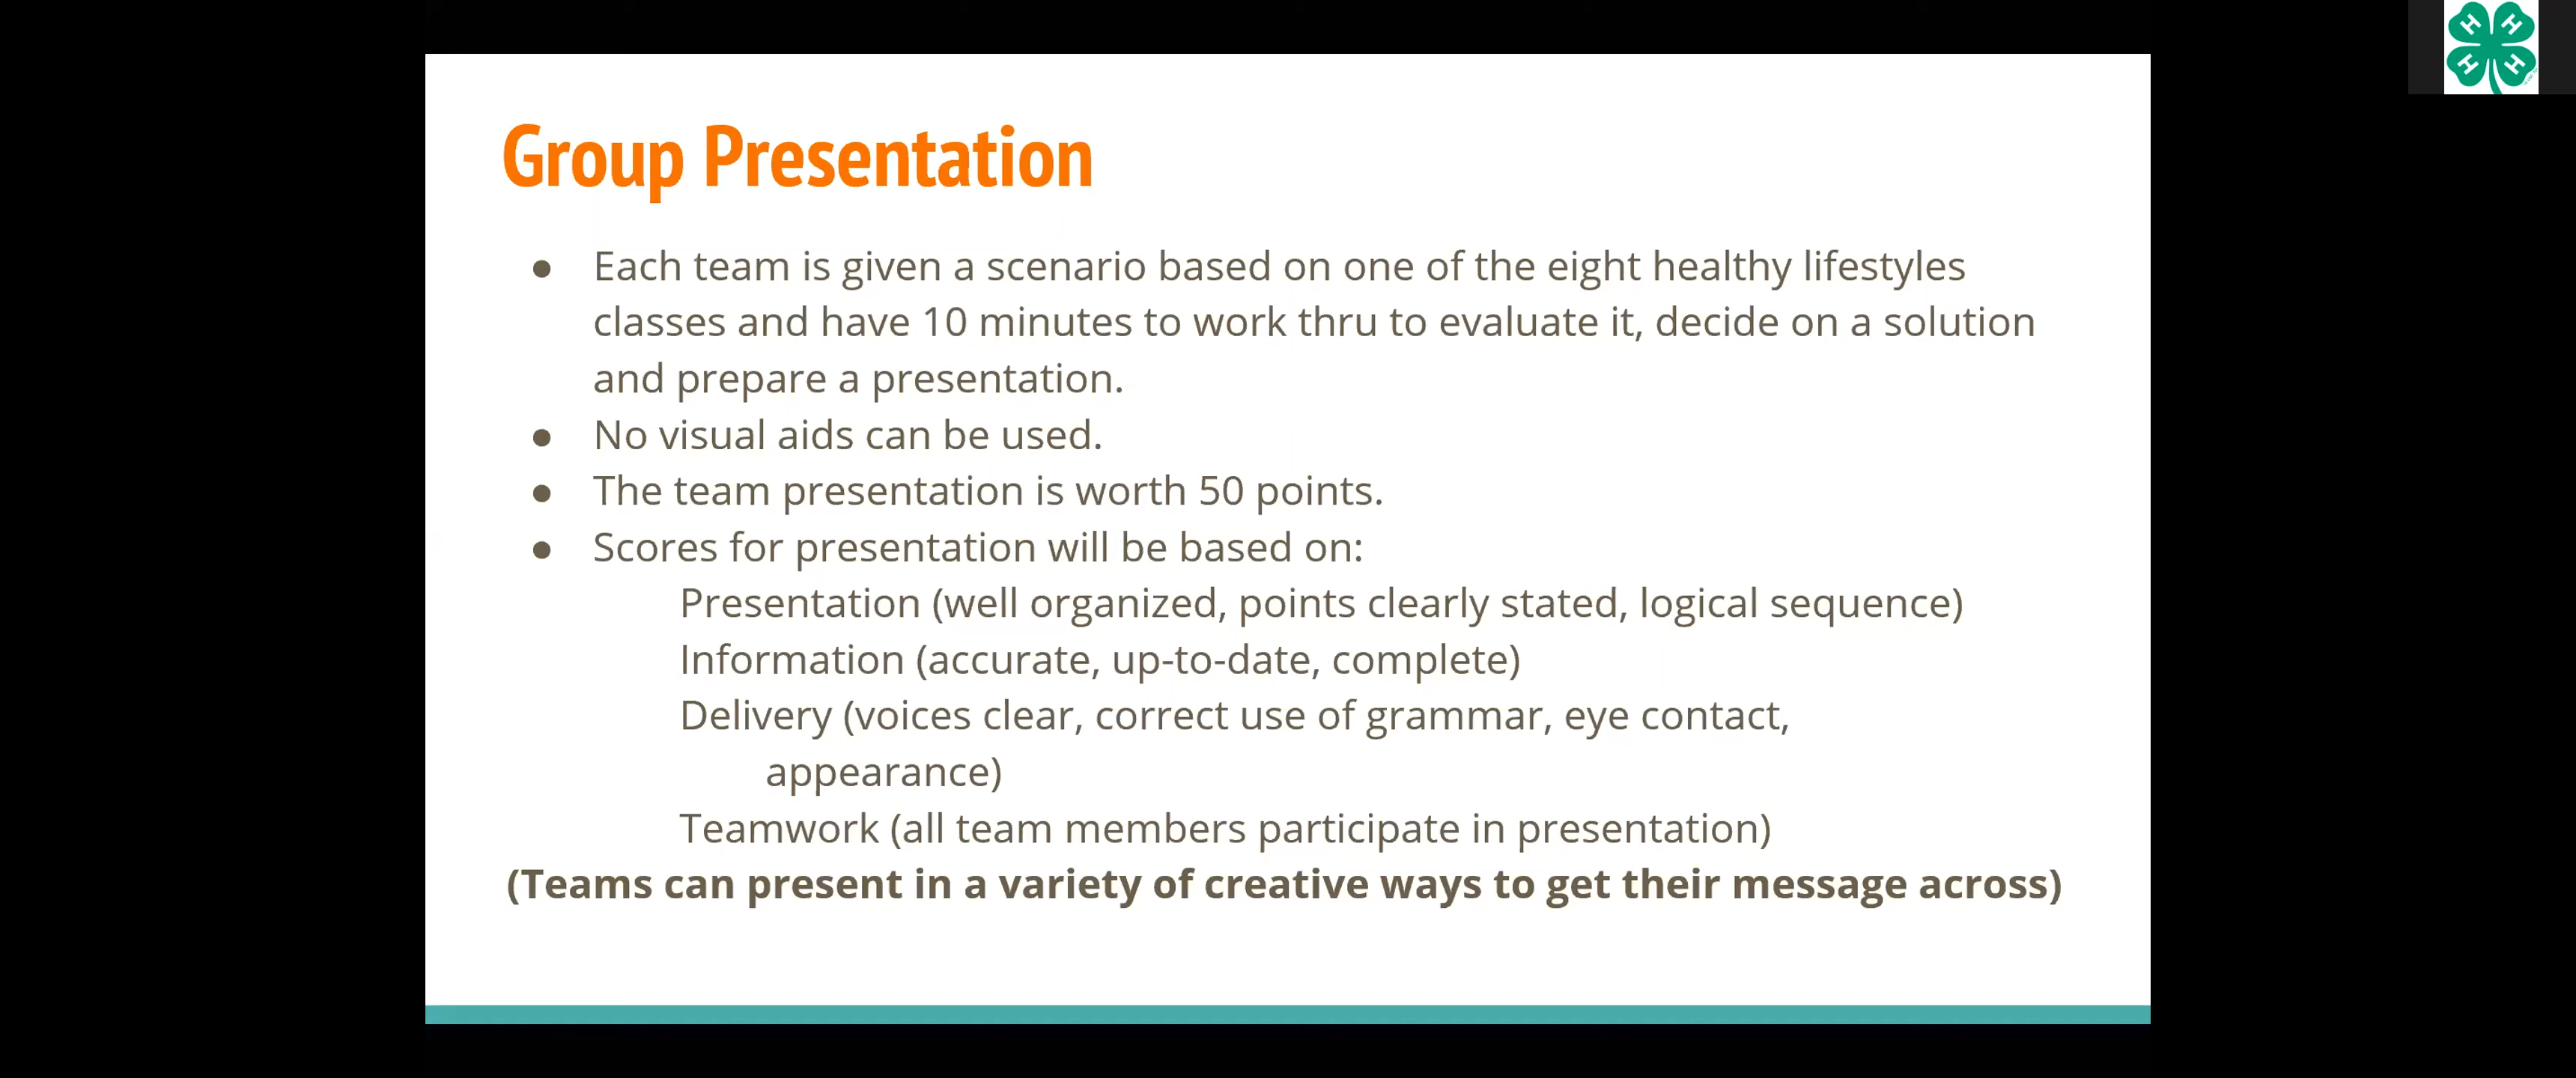 Group Presentation
● Each team is given a scenario based on one of the eight healthy lifestyles
classes and have 10 minutes to work thru to evaluate it, decide on a solution
and prepare a presentation.
● No visual aids can be used.
● The team presentation is worth 50 points.
● Scores for presentation will be based on:
Presentation (well organized, points clearly stated, logical sequence)
Information (accurate, up-to-date, complete)
Delivery (voices clear, correct use of grammar, eye contact,
appearance)
Teamwork (all team members participate in presentation)
(Teams can present in a variety of creative ways to get their message across)
H H
H H